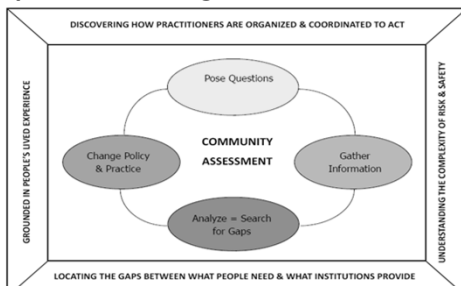 DISCOVERING HOW PRACTITIONERS ARE ORGANIZED & COORDINATED TO ACT
GROUNDED IN PEOPLE'S LIVED EXPERIENCE
Pose Questions
COMMUNITY
ASSESSMENT
Change Policy
& Practice
Gather
Information
Analyze = Search
for Gaps
UNDERSTANDING THE COMPLEXITY OF RISK & SAFETY
LOCATING THE GAPS BETWEEN WHAT PEOPLE NEED & WHAT INSTITUTIONS PROVIDE